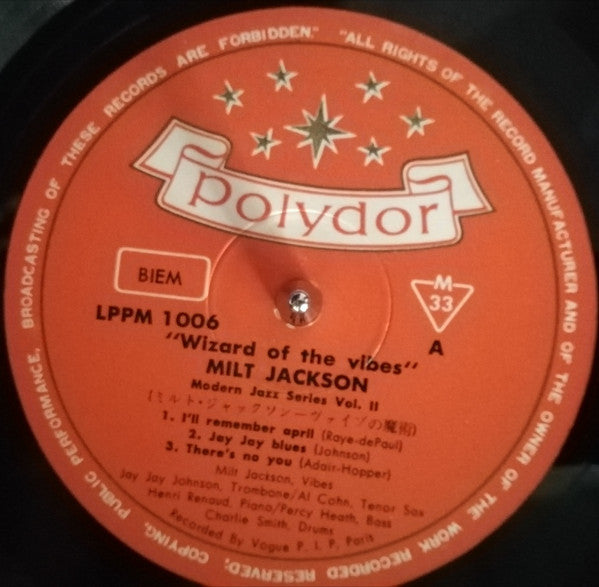 "ALL RIGHTS OF THE RECORD MANUFACTURER AND OF THE OWNER OF THE WORK RECORDED RESERVED; COPYING, PUBLIC PERFORMANCE, BROADCASTING OF THESE RECORDS ARE FORBIDDEN."
polydor
BIEM
M
33
LPPM 1006
A
"Wizard of the vibes"
MILT JACKSON
Modern Jazz Series Vol. II
(ミルト・ジャックソン―ヴァイブの魔術)
1. I'll remember april (Raye-dePaul)
2. Jay Jay blues (Johnson)
3. There's no you (Adair-Hopper)
Milt Jackson, Vibes
Jay Jay Johnson, Trombone/Al Cohn, Tenor Sax
Henri Renaud, Piano/Percy Heath, Bass
Charlie Smith, Drums
Recorded By Vogue P. I. P. Paris